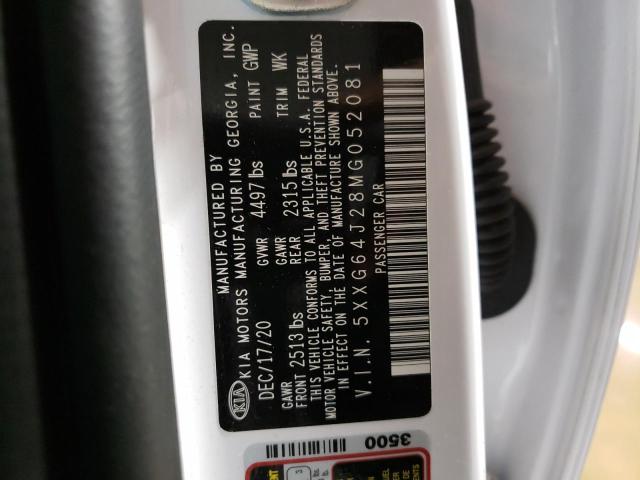 MANUFACTURED BY
KIA KIA MOTORS MANUFACTURING GEORGIA, INC.
DEC/17/20 GVWR 4497 lbs PAINT GWP
GAWR FRONT 2513 lbs GAWR REAR 2315 lbs TRIM WK
THIS VEHICLE CONFORMS TO ALL APPLICABLE U.S.A. FEDERAL
MOTOR VEHICLE SAFETY, BUMPER, AND THEFT PREVENTION STANDARDS
IN EFFECT ON THE DATE OF MANUFACTURE SHOWN ABOVE.
V.I.N. 5XXG64J28MG052081
PASSENGER CAR
3500